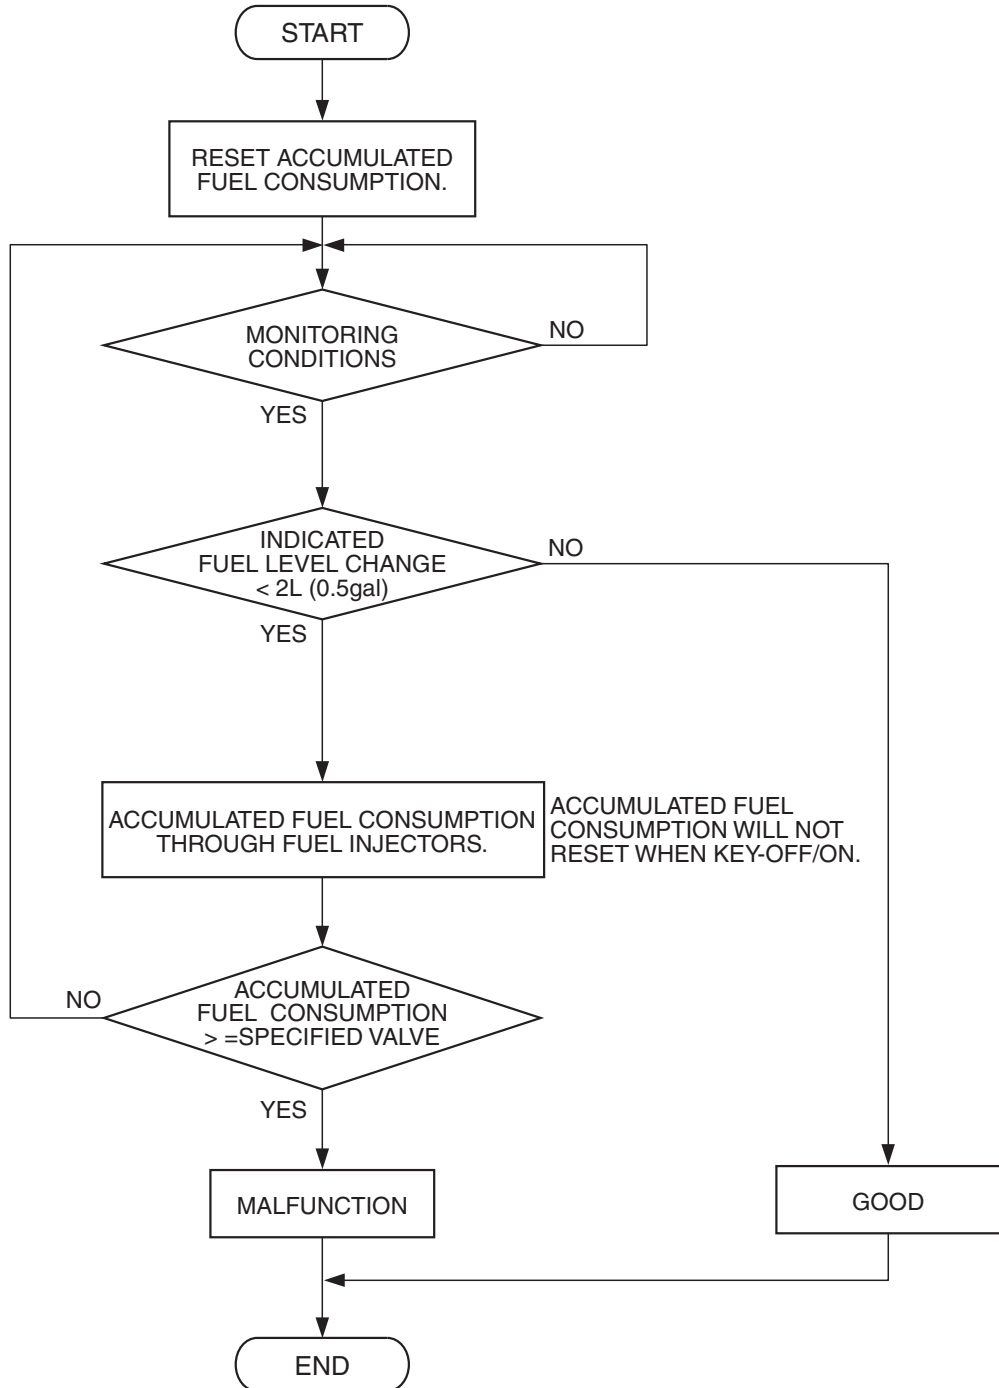 START
RESET ACCUMULATED
FUEL CONSUMPTION.
MONITORING
CONDITIONS
NO
YES
INDICATED
FUEL LEVEL CHANGE
< 2L (0.5gal)
NO
YES
ACCUMULATED FUEL CONSUMPTION
THROUGH FUEL INJECTORS.
ACCUMULATED FUEL
CONSUMPTION WILL NOT
RESET WHEN KEY-OFF/ON.
NO
ACCUMULATED
FUEL CONSUMPTION
> =SPECIFIED VALVE
YES
MALFUNCTION
GOOD
END